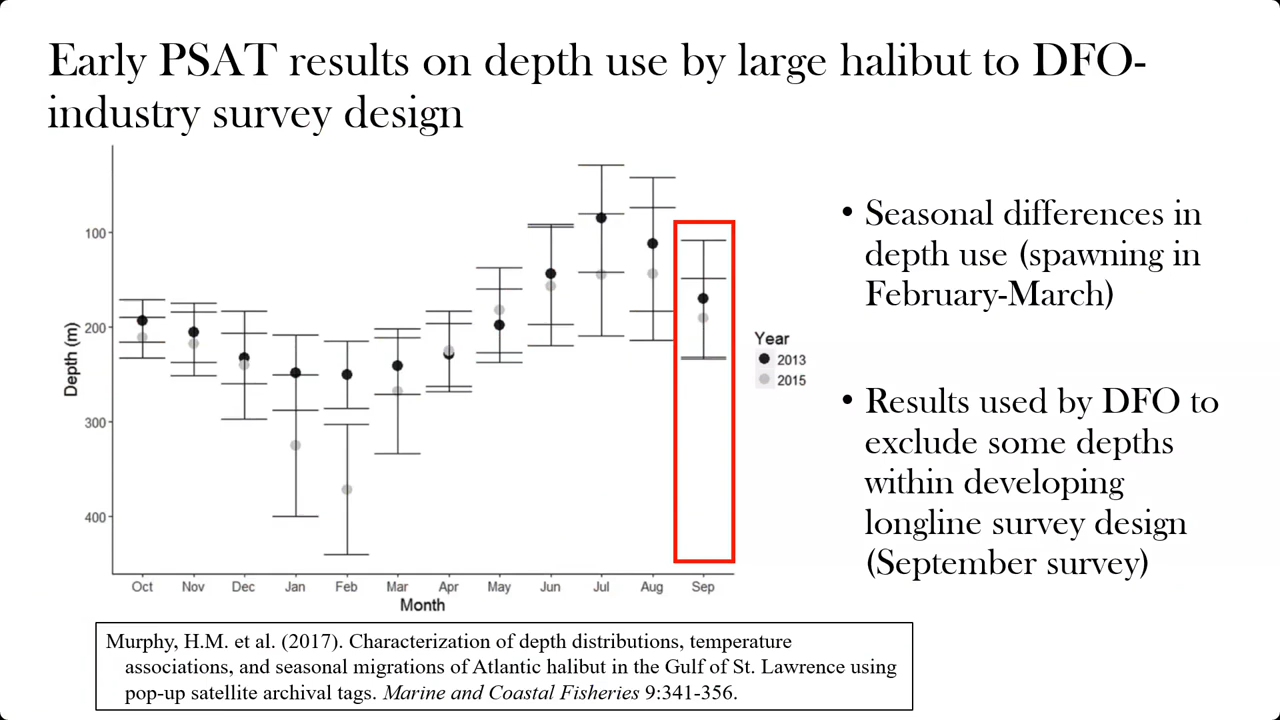 Early PSAT results on depth use by large halibut to DFO-
industry survey design
100
200
300
400
Depth (m)
Oct Nov Dec Jan Feb Mar Apr May Jun Jul Aug Sep
Month
Year
2013
2015
• Seasonal differences in
depth use (spawning in
February-March)
• Results used by DFO to
exclude some depths
within developing
longline survey design
(September survey)
Murphy, H.M. et al. (2017). Characterization of depth distributions, temperature
associations, and seasonal migrations of Atlantic halibut in the Gulf of St. Lawrence using
pop-up satellite archival tags. Marine and Coastal Fisheries 9:341-356.